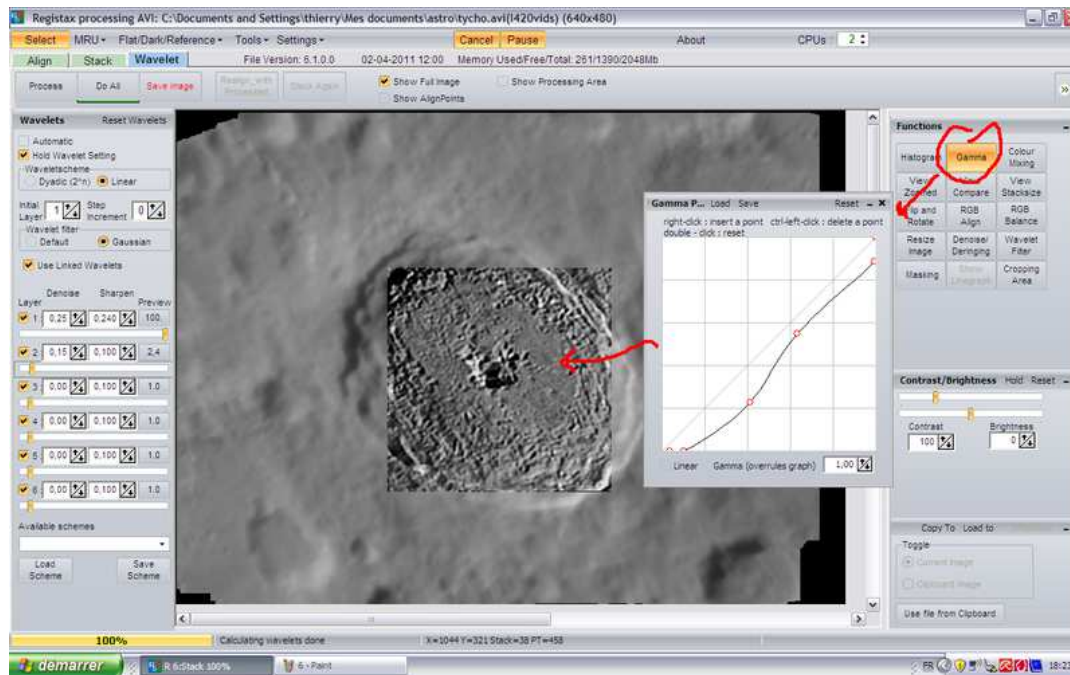 Registax processing AVI: C:\Documents and Settings\thierry\Mes documents\astro\tycho.avi(I420vids) (640x480)
Select MRU Flat/Dark/Reference Tools Settings Cancel Pause About CPUs 2
Align Stack Wavelet File Version: 6.1.0.0 02-04-2011 12:00 Memory Used/Free/Total: 261/1390/2048Mb
Process Do All Save Image Stack Again Show Full Image Show Processing Area
Show AlignPoints
Wavelets Reset Wavelets
Automatic
Hold Wavelet Setting
Waveletscheme
Dyadic (2^n) Linear
Initial Layer 1 Step Increment 0
Wavelet filter
Default Gaussian
Use Linked Wavelets
Layer Denoise Sharpen Preview
1 0,25 0,240 100.
2 0,15 0,100 2,4
3 0,00 0,100 1.0
4 0,00 0,100 1.0
5 0,00 0,100 1.0
6 0,00 0,100 1.0
Available schemes
Load Scheme Save Scheme
Gamma P... Load Save Reset
right-click : insert a point ctrl-left-click : delete a point
double - click : reset
Linear Gamma (overrules graph) 1,00
Functions
Histogram Gamma Colour Mixing
View Zoomed Compare View Stacksize
Flip and Rotate RGB Align RGB Balance
Resize Image Denoise/ Deringing Wavelet Filter
Masking Cropping Area
Contrast/Brightness Hold Reset
Contrast Brightness
100 0
Copy To Load to
Toggle
Current Image
Clipboard Image
Use file from Clipboard
100% Calculating wavelets done X=1044 Y=321 Stack=38 PT=458
démarrer R 6:Stack 100% 6 - Paint FR 18:23